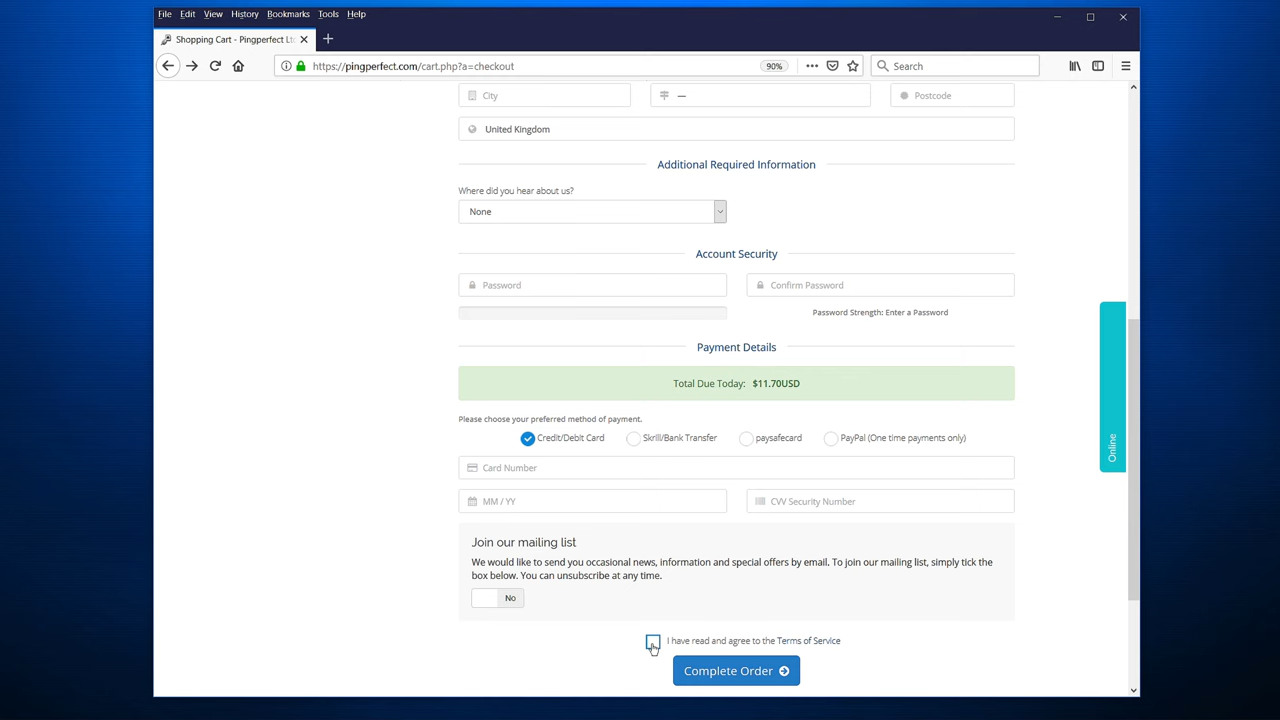 File Edit View History Bookmarks Tools Help
Shopping Cart - Pingperfect Lt
https://pingperfect.com/cart.php?a=checkout 90% Search
City — Postcode
United Kingdom
Additional Required Information
Where did you hear about us?
None
Account Security
Password Confirm Password
Password Strength: Enter a Password
Payment Details
Total Due Today: $11.70USD
Please choose your preferred method of payment.
Credit/Debit Card Skrill/Bank Transfer paysafecard PayPal (One time payments only)
Card Number
MM / YY CVV Security Number
Join our mailing list
We would like to send you occasional news, information and special offers by email. To join our mailing list, simply tick the
box below. You can unsubscribe at any time.
No
I have read and agree to the Terms of Service
Complete Order
Online